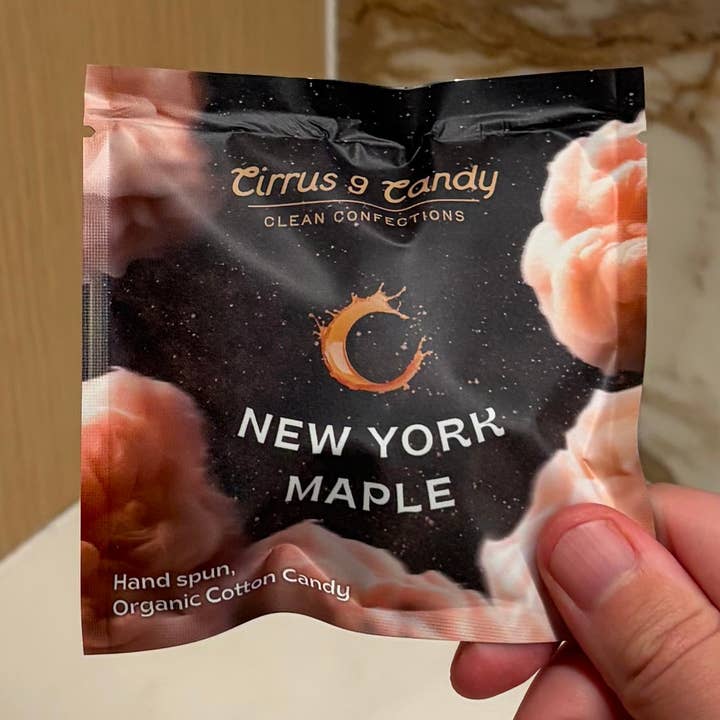 Cirrus 9 Candy
CLEAN CONFECTIONS
NEW YORK
MAPLE
Hand spun,
Organic Cotton Candy